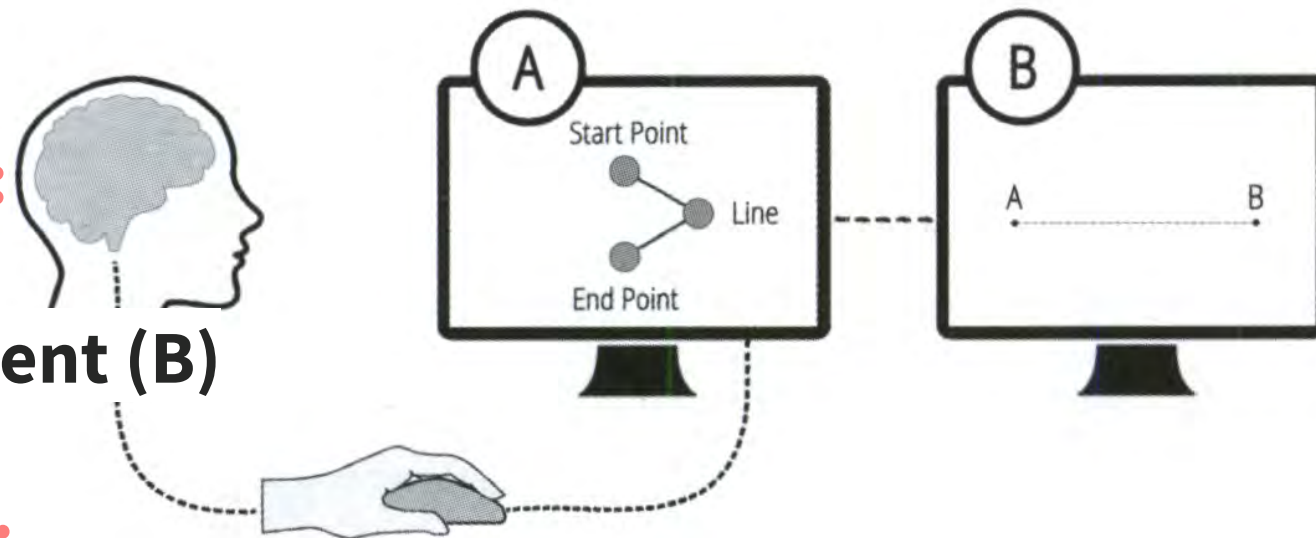 A
B
Start Point
A
B
Line
End Point
ent (B)